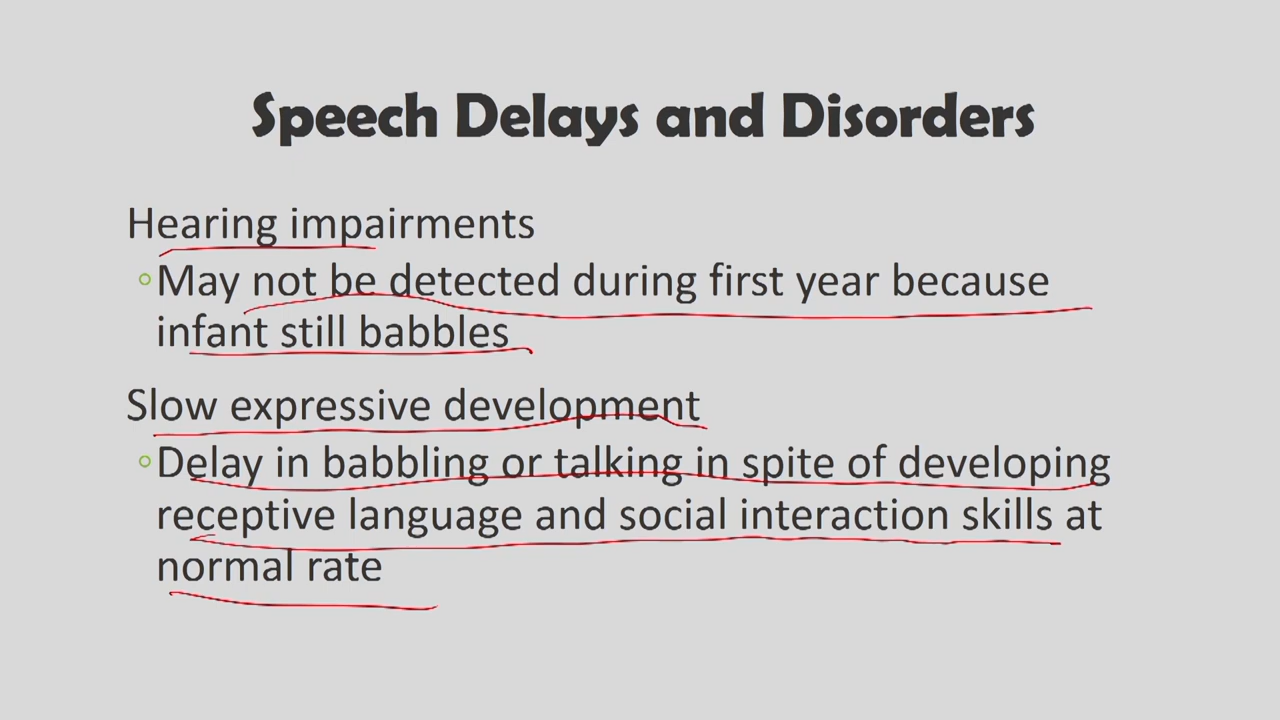 Speech Delays and Disorders
Hearing impairments
May not be detected during first year because
infant still babbles
Slow expressive development
Delay in babbling or talking in spite of developing
receptive language and social interaction skills at
normal rate